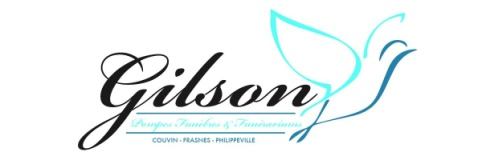 Gilson
Pompes Funèbres & Funérariums
COUVIN - FRASNES - PHILIPPEVILLE